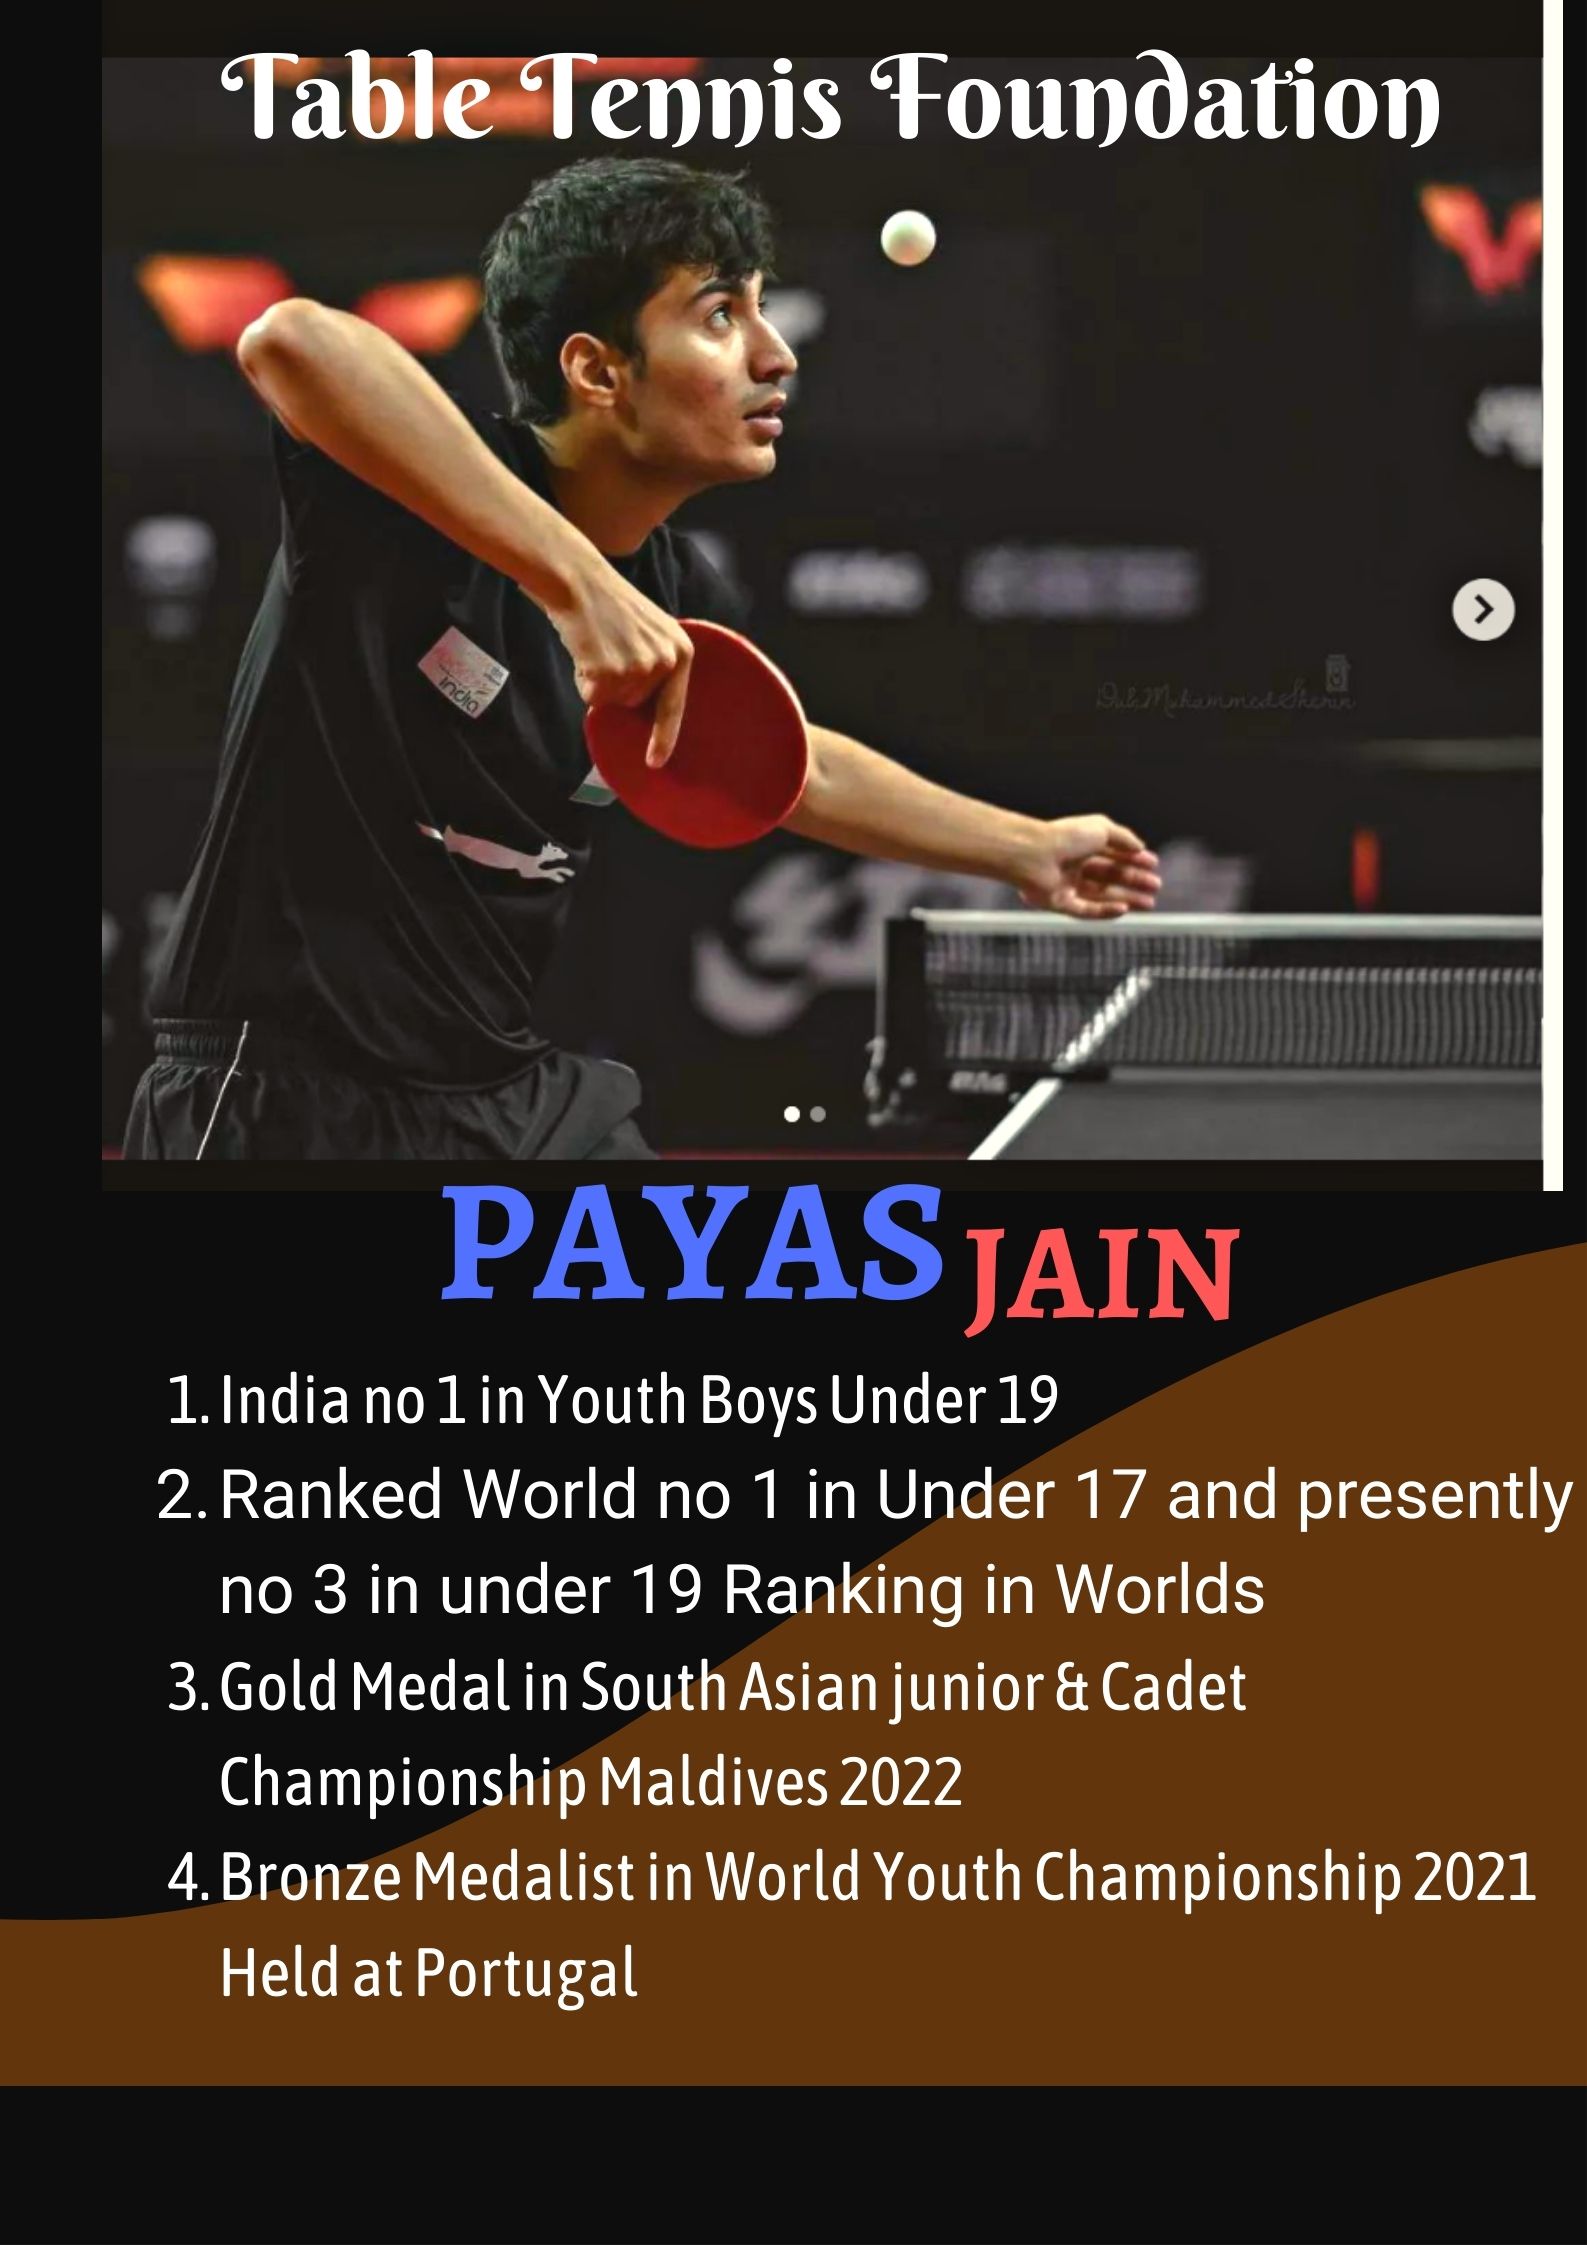 Table Tennis Foundation
india
PAYAS JAIN
1. India no 1 in Youth Boys Under 19
2. Ranked World no 1 in Under 17 and presently
no 3 in under 19 Ranking in Worlds
3. Gold Medal in South Asian junior & Cadet
Championship Maldives 2022
4. Bronze Medalist in World Youth Championship 2021
Held at Portugal